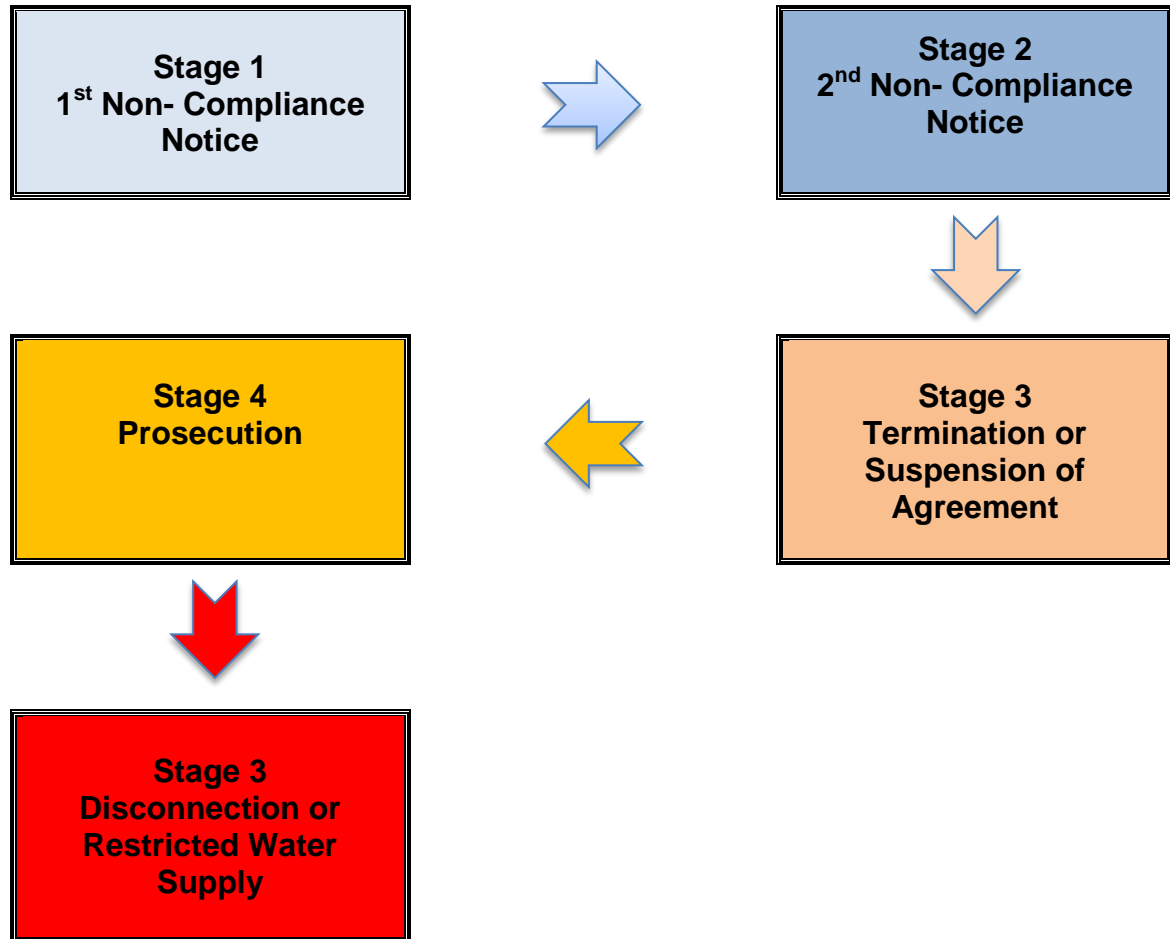 Stage 1
1st Non- Compliance
Notice
Stage 2
2nd Non- Compliance
Notice
Stage 3
Termination or
Suspension of
Agreement
Stage 4
Prosecution
Stage 3
Disconnection or
Restricted Water
Supply